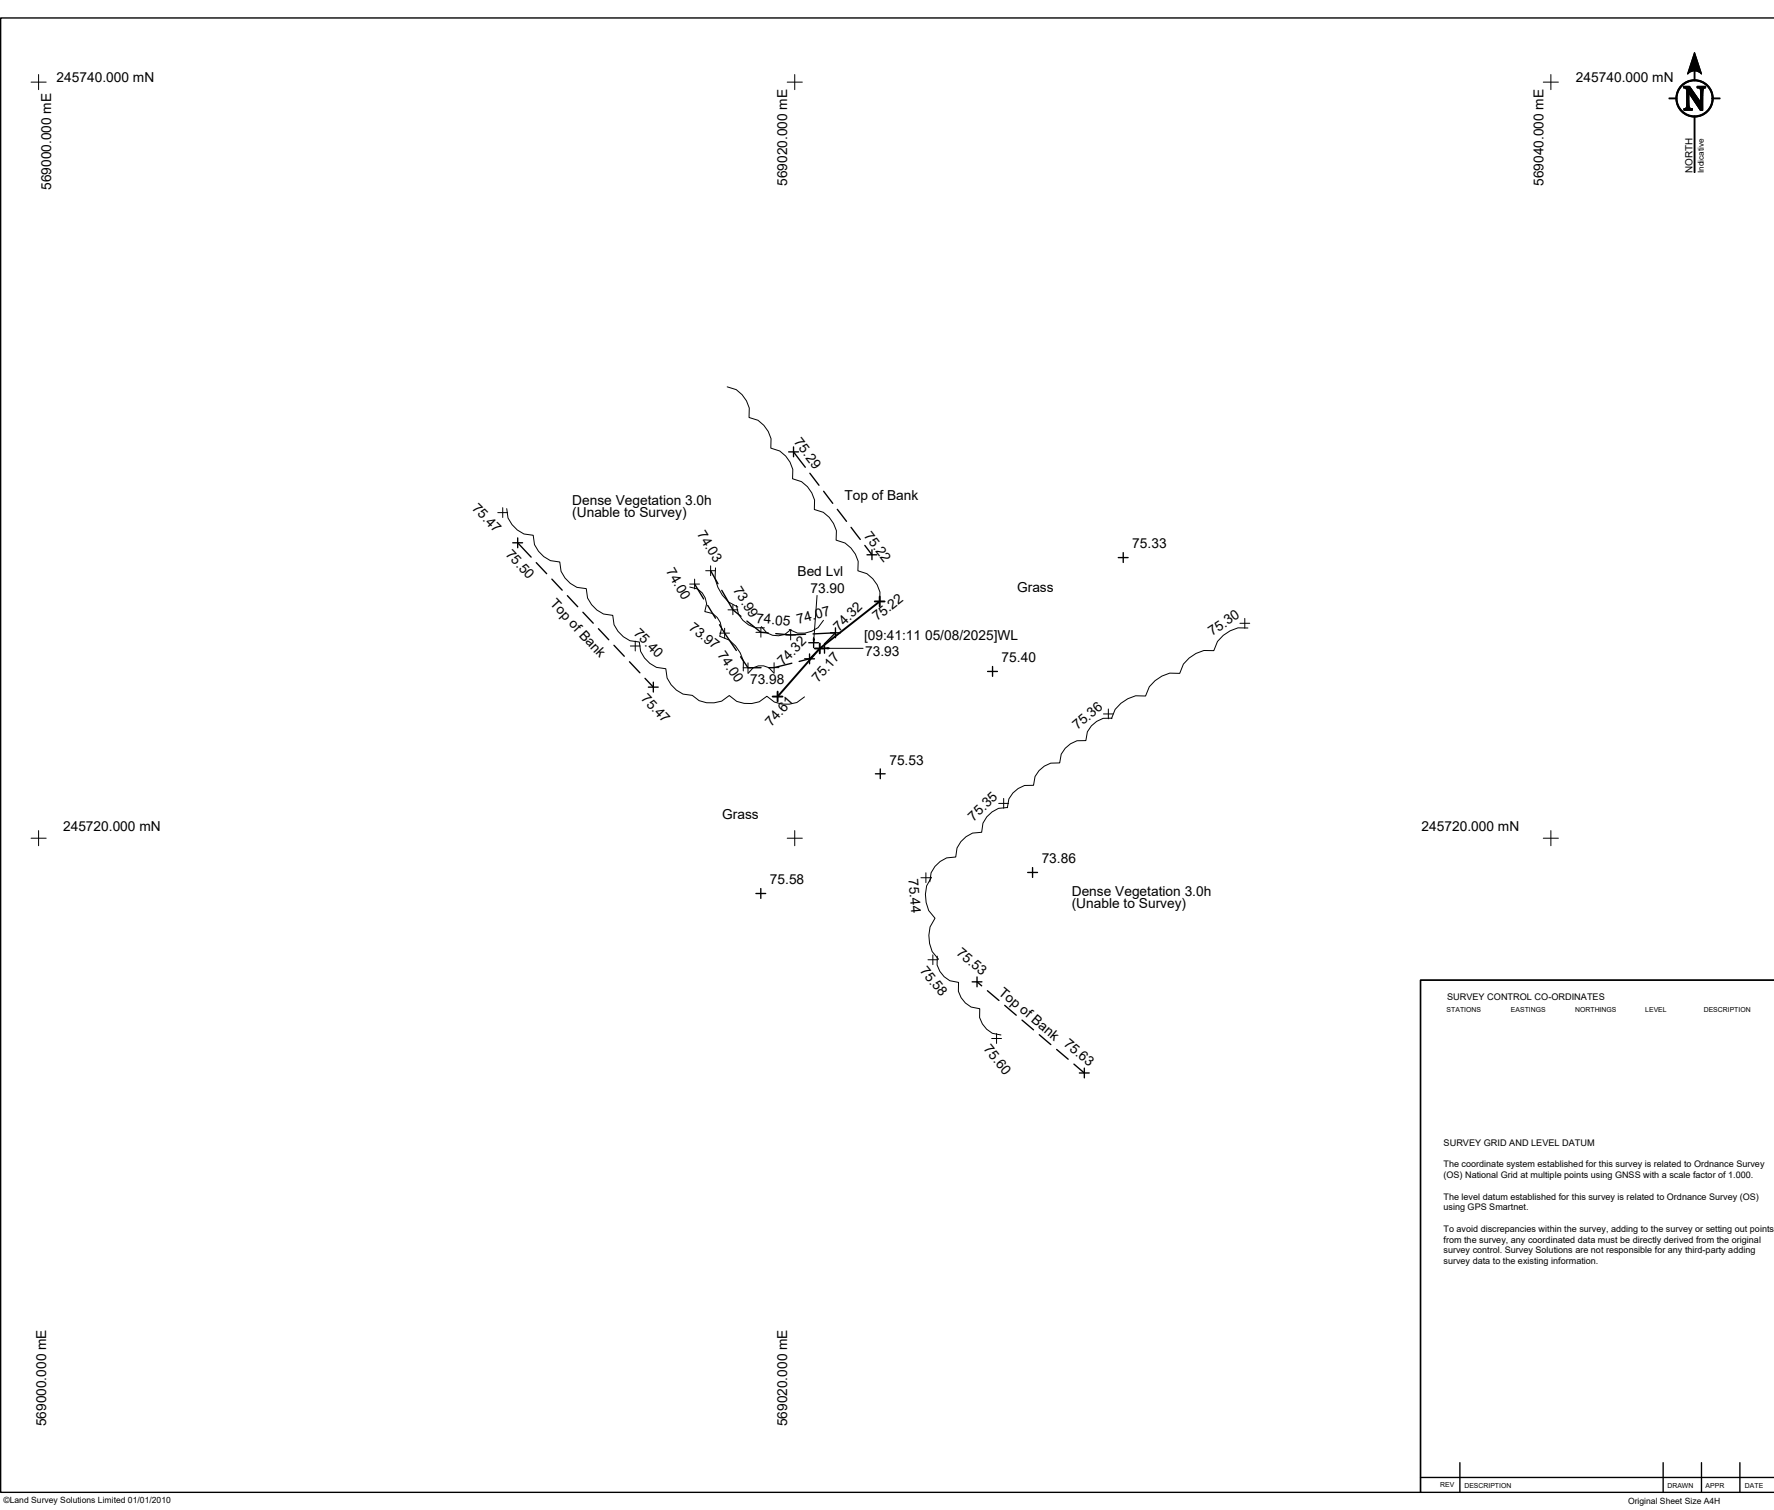 245740.000 mN
245740.000 mN
569000.000 mE
569020.000 mE
569040.000 mE
N
NORTH
Indicative
75.29
Top of Bank
75.22
Dense Vegetation 3.0h
(Unable to Survey)
75.47
75.50
Top of Bank
75.40
75.47
74.03
74.00
73.99
73.97
74.00
74.05
74.07
73.98
Bed Lvl
73.90
74.32
74.32
75.22
[09:41:11 05/08/2025]WL
73.93
75.17
74.61
75.33
Grass
75.30
75.40
75.36
75.53
75.35
Grass
245720.000 mN
245720.000 mN
75.58
73.86
Dense Vegetation 3.0h
(Unable to Survey)
75.44
75.58
75.53
Top of Bank
75.63
75.60
SURVEY CONTROL CO-ORDINATES
STATIONS EASTINGS NORTHINGS LEVEL DESCRIPTION
SURVEY GRID AND LEVEL DATUM
The coordinate system established for this survey is related to Ordnance Survey
(OS) National Grid at multiple points using GNSS with a scale factor of 1.000.
The level datum established for this survey is related to Ordnance Survey (OS)
using GPS Smartnet.
To avoid discrepancies within the survey, adding to the survey or setting out points
from the survey, any coordinated data must be directly derived from the original
survey control. Survey Solutions are not responsible for any third-party adding
survey data to the existing information.
569000.000 mE
569020.000 mE
REV DESCRIPTION DRAWN APPR DATE
©Land Survey Solutions Limited 01/01/2010
Original Sheet Size A4H